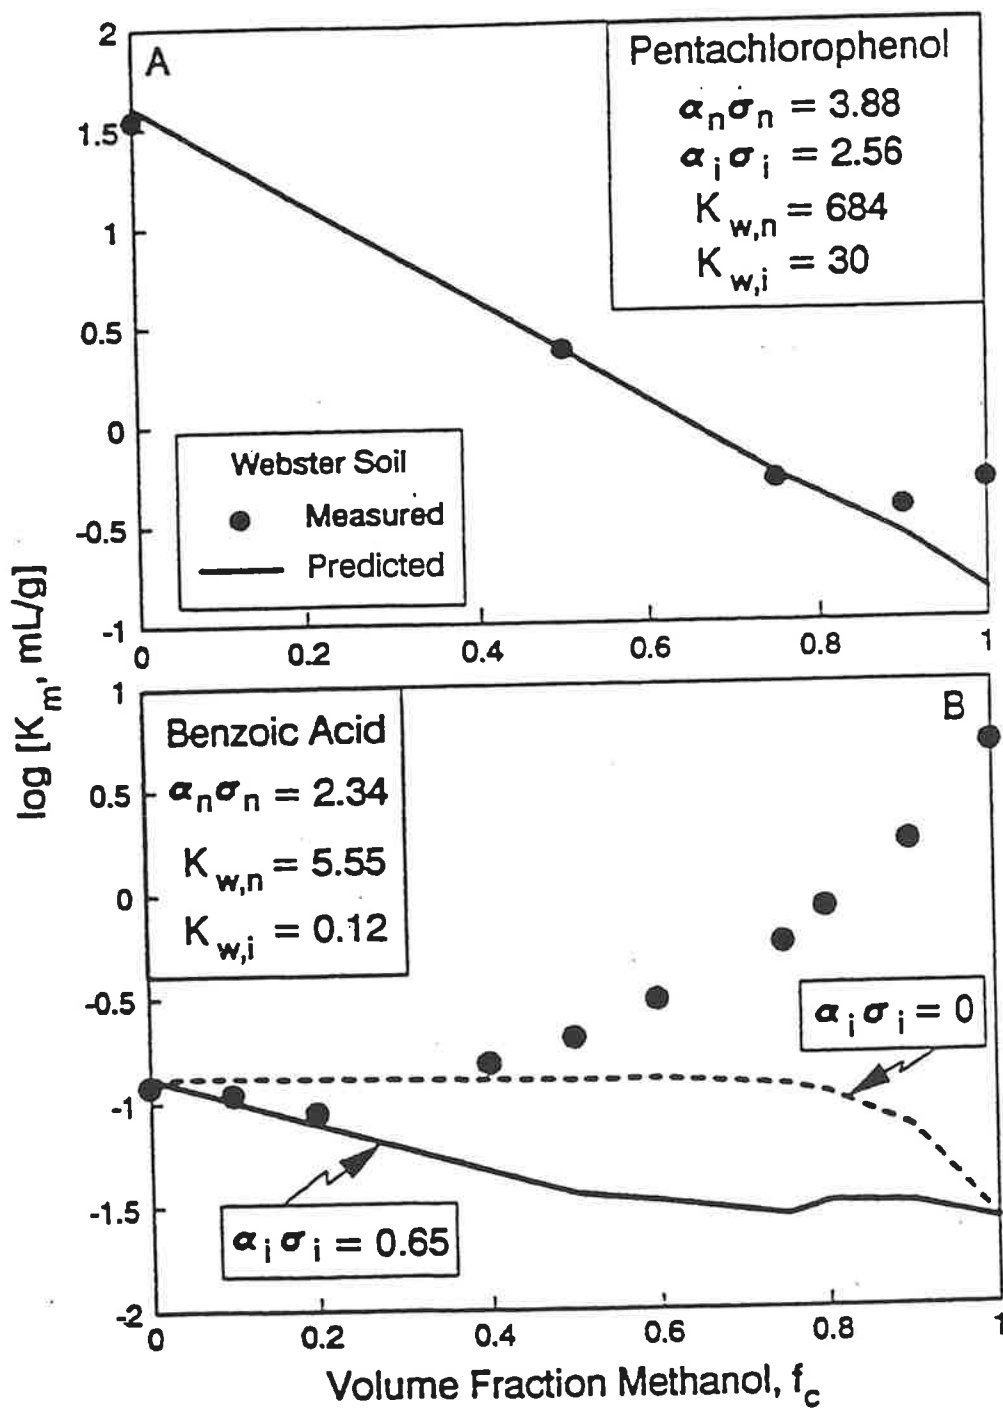 2
A
Pentachlorophenol
αnσn = 3.88
αiσi = 2.56
Kw,n = 684
Kw,i = 30
1.5
1
0.5
0
-0.5
-1
Webster Soil
Measured
Predicted
0 0.2 0.4 0.6 0.8 1
log [Km, mL/g]
1
B
Benzoic Acid
αnσn = 2.34
Kw,n = 5.55
Kw,i = 0.12
0.5
0
-0.5
-1
-1.5
-2
αiσi = 0
αiσi = 0.65
0 0.2 0.4 0.6 0.8 1
Volume Fraction Methanol, fc